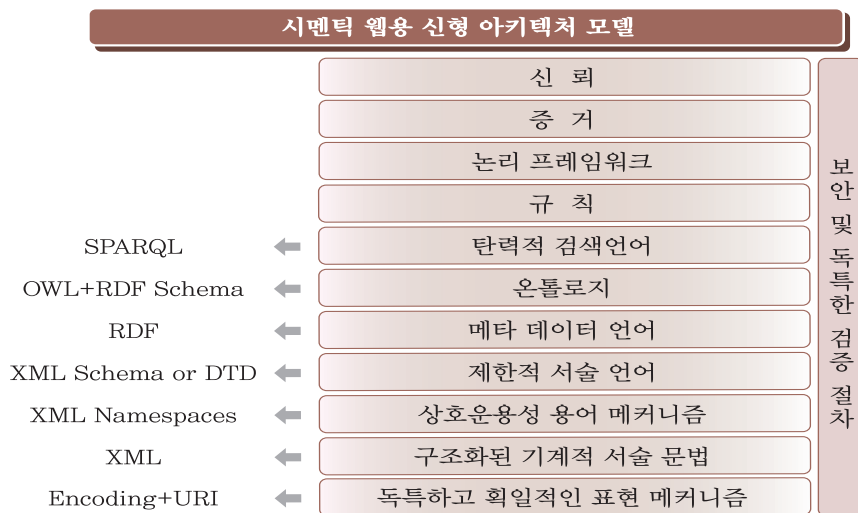 시멘틱 웹용 신형 아키텍처 모델
신 뢰
증 거
논리 프레임워크
규 칙
SPARQL 탄력적 검색언어
OWL+RDF Schema 온톨로지
RDF 메타 데이터 언어
XML Schema or DTD 제한적 서술 언어
XML Namespaces 상호운용성 용어 메커니즘
XML 구조화된 기계적 서술 문법
Encoding+URI 독특하고 획일적인 표현 메커니즘
보안 및 독특한 검증 절차